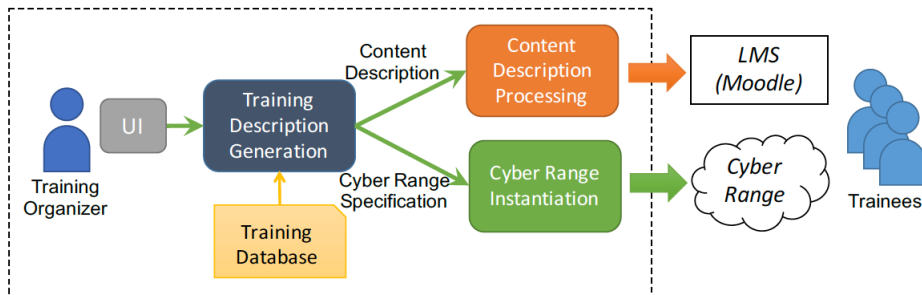 Training
Organizer
UI
Training
Description
Generation
Training
Database
Content
Description
Cyber Range
Specification
Content
Description
Processing
Cyber Range
Instantiation
LMS
(Moodle)
Cyber
Range
Trainees